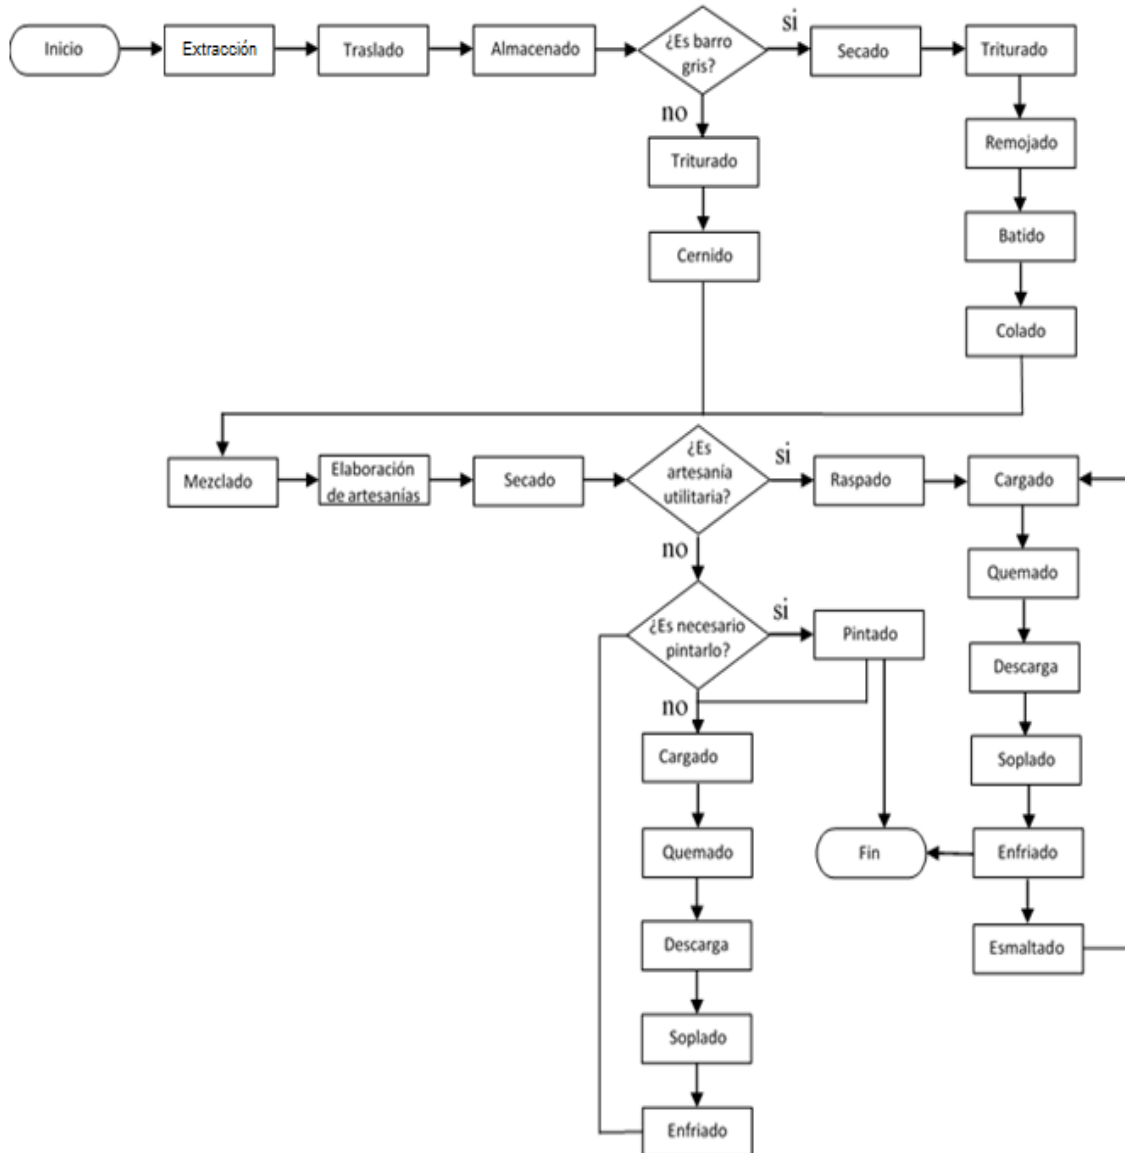 Inicio
Extracción
Traslado
Almacenado
¿Es barro
gris?
si
Secado
Triturado
no
Triturado
Remojado
Cernido
Batido
Colado
Mezclado
Elaboración
de artesanías
Secado
¿Es
artesanía
utilitaria?
si
Raspado
Cargado
no
Quemado
¿Es necesario
pintarlo?
si
Pintado
Descarga
no
Cargado
Soplado
Quemado
Fin
Enfriado
Descarga
Esmaltado
Soplado
Enfriado